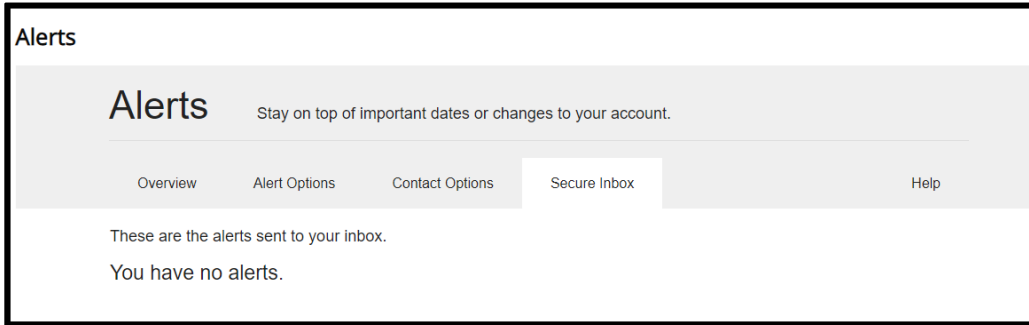 Alerts
Alerts Stay on top of important dates or changes to your account.
Overview Alert Options Contact Options Secure Inbox Help
These are the alerts sent to your inbox.
You have no alerts.